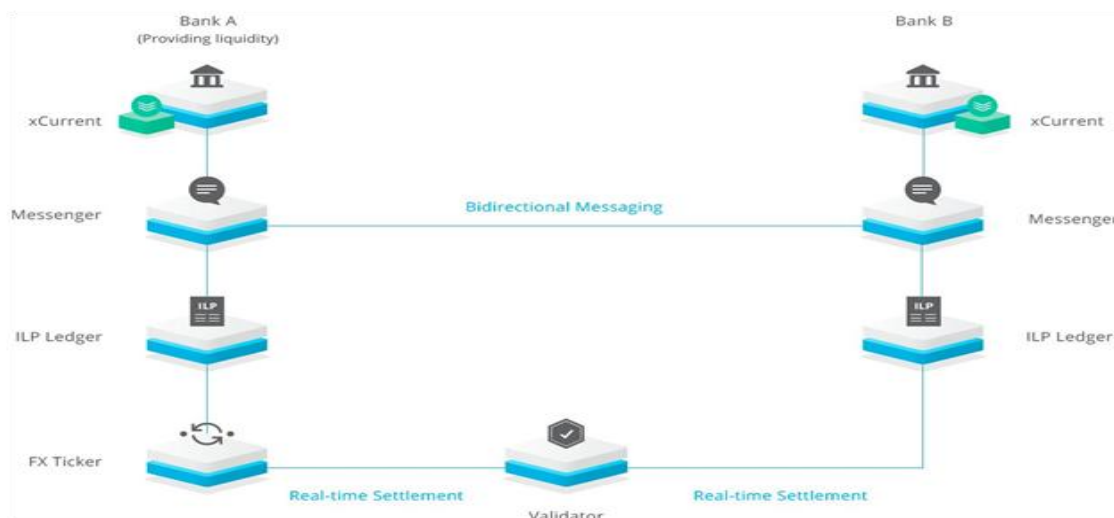 Bank A
(Providing liquidity)
Bank B
xCurrent
xCurrent
Messenger
Bidirectional Messaging
Messenger
ILP
ILP
ILP Ledger
ILP Ledger
FX Ticker
Real-time Settlement
Real-time Settlement
Validator